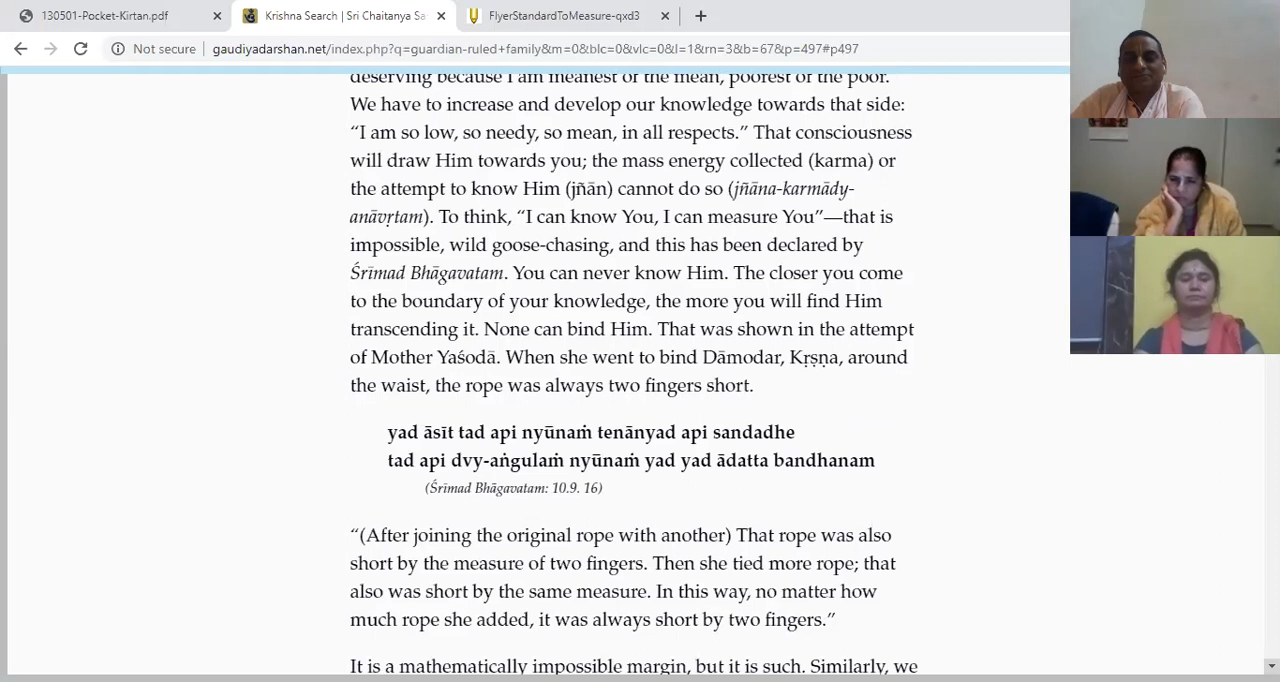 130501-Pocket-Kirtan.pdf
Krishna Search | Sri Chaitanya Sa
FlyerStandardToMeasure-qxd3
Not secure
gaudiyadarshan.net/index.php?q=guardian-ruled+family&m=0&blc=0&vlc=0&l=1&rn=3&b=67&p=497#p497
deserving because I am meanest of the mean, poorest of the poor.
We have to increase and develop our knowledge towards that side:
“I am so low, so needy, so mean, in all respects.” That consciousness
will draw Him towards you; the mass energy collected (karma) or
the attempt to know Him (jñān) cannot do so (jñāna-karmādy-
anāvṛtam). To think, “I can know You, I can measure You”—that is
impossible, wild goose-chasing, and this has been declared by
Śrīmad Bhāgavatam. You can never know Him. The closer you come
to the boundary of your knowledge, the more you will find Him
transcending it. None can bind Him. That was shown in the attempt
of Mother Yaśodā. When she went to bind Dāmodar, Kṛṣṇa, around
the waist, the rope was always two fingers short.
yad āsīt tad api nyūnaṁ tenānyad api sandadhe
tad api dvy-aṅgulaṁ nyūnaṁ yad yad ādatta bandhanam
(Śrīmad Bhāgavatam: 10.9. 16)
“(After joining the original rope with another) That rope was also
short by the measure of two fingers. Then she tied more rope; that
also was short by the same measure. In this way, no matter how
much rope she added, it was always short by two fingers.”
It is a mathematically impossible margin, but it is such. Similarly, we